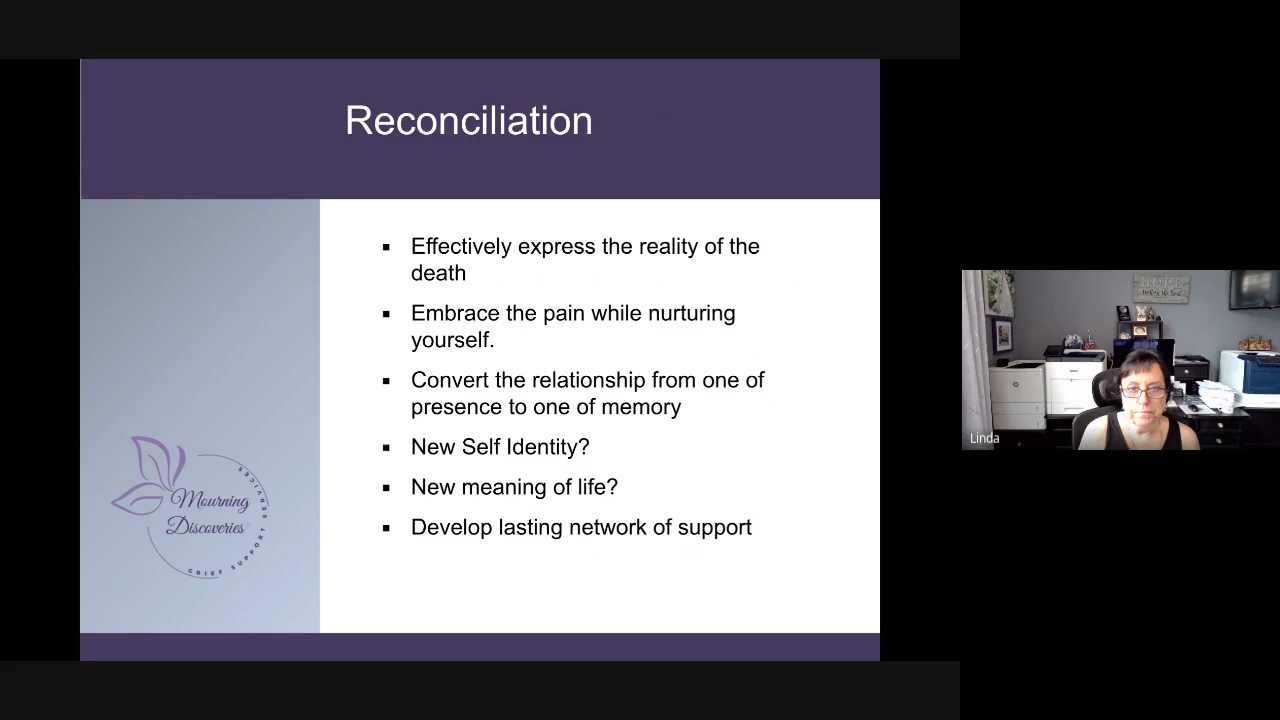 Reconciliation
▪ Effectively express the reality of the
death
▪ Embrace the pain while nurturing
yourself.
▪ Convert the relationship from one of
presence to one of memory
▪ New Self Identity?
▪ New meaning of life?
▪ Develop lasting network of support
Mourning
Discoveries
GRIEF SUPPORT SERVICES
HOPE
Linda